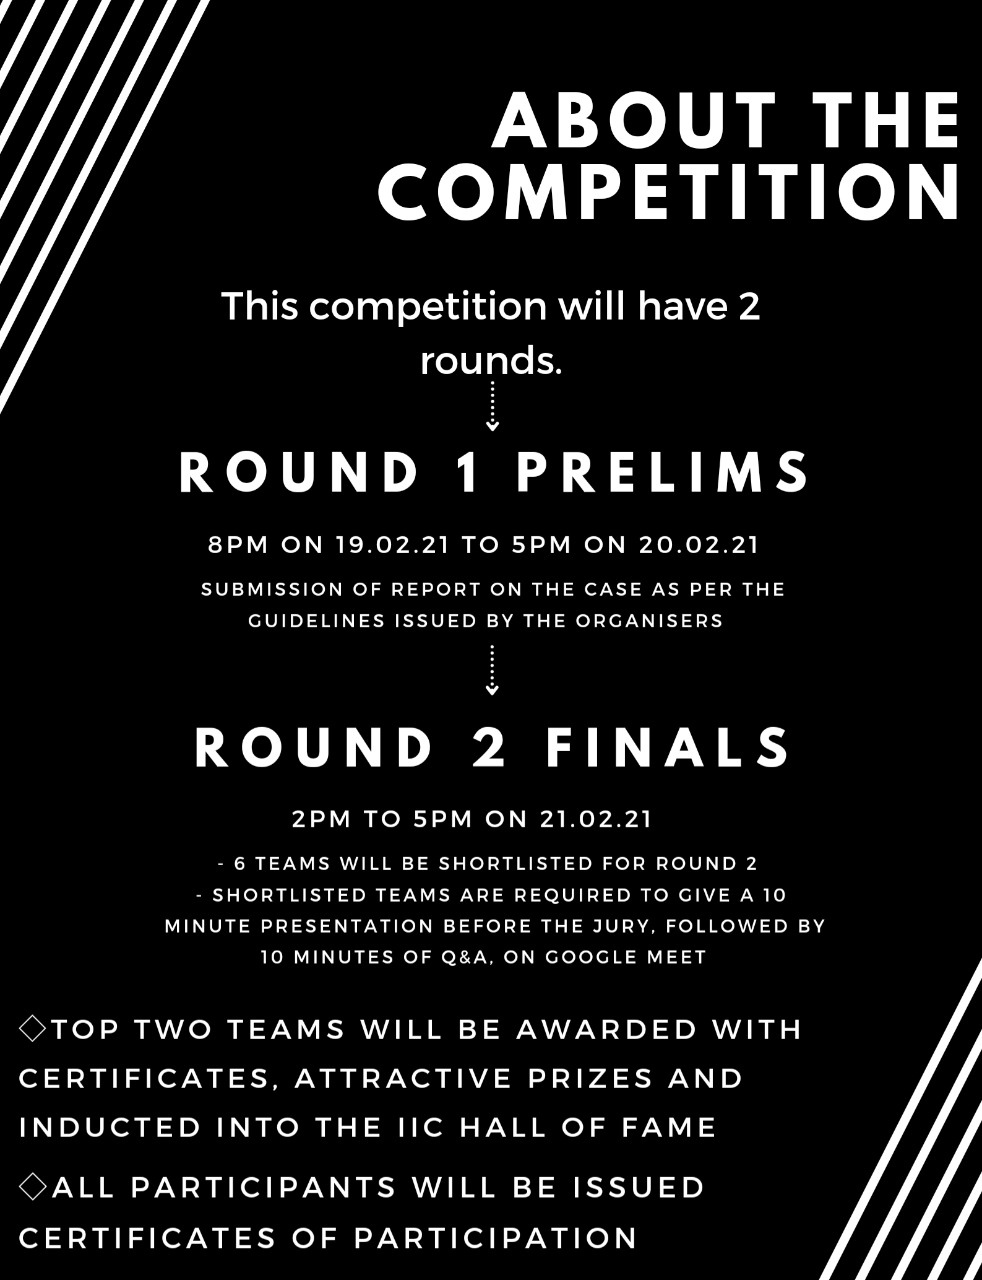 ABOUT THE
COMPETITION
This competition will have 2
rounds.
ROUND 1 PRELIMS
8PM ON 19.02.21 TO 5PM ON 20.02.21
SUBMISSION OF REPORT ON THE CASE AS PER THE
GUIDELINES ISSUED BY THE ORGANISERS
ROUND 2 FINALS
2PM TO 5PM ON 21.02.21
- 6 TEAMS WILL BE SHORTLISTED FOR ROUND 2
- SHORTLISTED TEAMS ARE REQUIRED TO GIVE A 10
MINUTE PRESENTATION BEFORE THE JURY, FOLLOWED BY
10 MINUTES OF Q&A, ON GOOGLE MEET
◇TOP TWO TEAMS WILL BE AWARDED WITH
CERTIFICATES, ATTRACTIVE PRIZES AND
INDUCTED INTO THE IIC HALL OF FAME
◇ALL PARTICIPANTS WILL BE ISSUED
CERTIFICATES OF PARTICIPATION